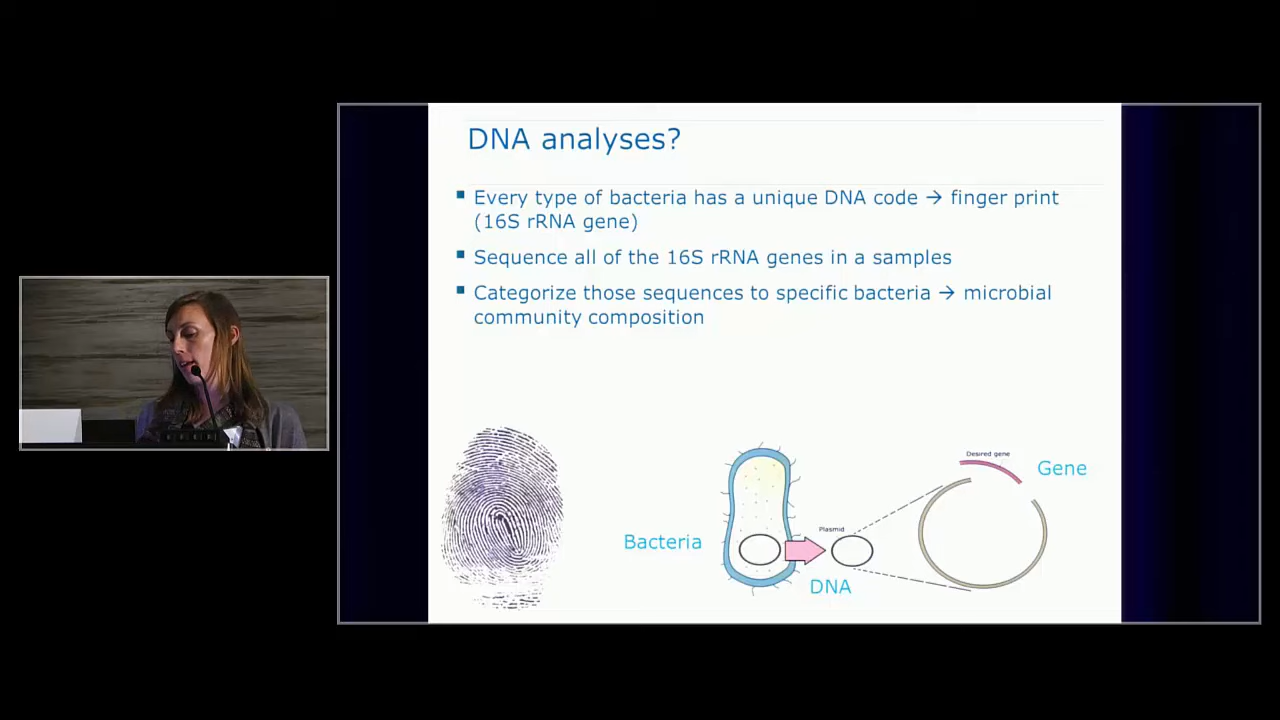 DNA analyses?
▪ Every type of bacteria has a unique DNA code → finger print
(16S rRNA gene)
▪ Sequence all of the 16S rRNA genes in a samples
▪ Categorize those sequences to specific bacteria → microbial
community composition
Desired gene
Gene
Plasmid
Bacteria
DNA